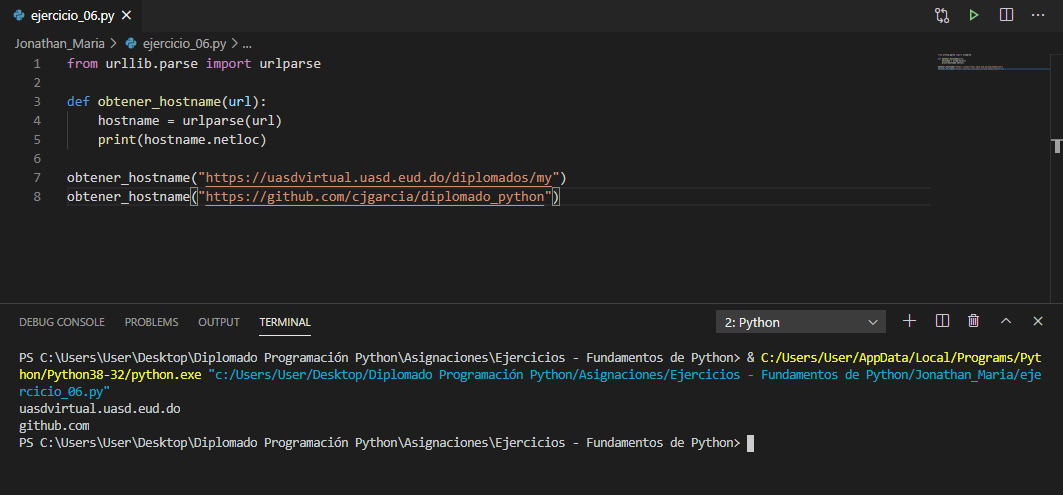 ejercicio_06.py
Jonathan_Maria > ejercicio_06.py > ...
1 from urllib.parse import urlparse
2
3 def obtener_hostname(url):
4     hostname = urlparse(url)
5     print(hostname.netloc)
6
7 obtener_hostname("https://uasdvirtual.uasd.eud.do/diplomados/my")
8 obtener_hostname("https://github.com/cjgarcia/diplomado_python")
DEBUG CONSOLE PROBLEMS OUTPUT TERMINAL 2: Python
PS C:\Users\User\Desktop\Diplomado Programación Python\Asignaciones\Ejercicios - Fundamentos de Python> & C:/Users/User/AppData/Local/Programs/Pyt
hon/Python38-32/python.exe "c:/Users/User/Desktop/Diplomado Programación Python/Asignaciones/Ejercicios - Fundamentos de Python/Jonathan_Maria/eje
rcicio_06.py"
uasdvirtual.uasd.eud.do
github.com
PS C:\Users\User\Desktop\Diplomado Programación Python\Asignaciones\Ejercicios - Fundamentos de Python>